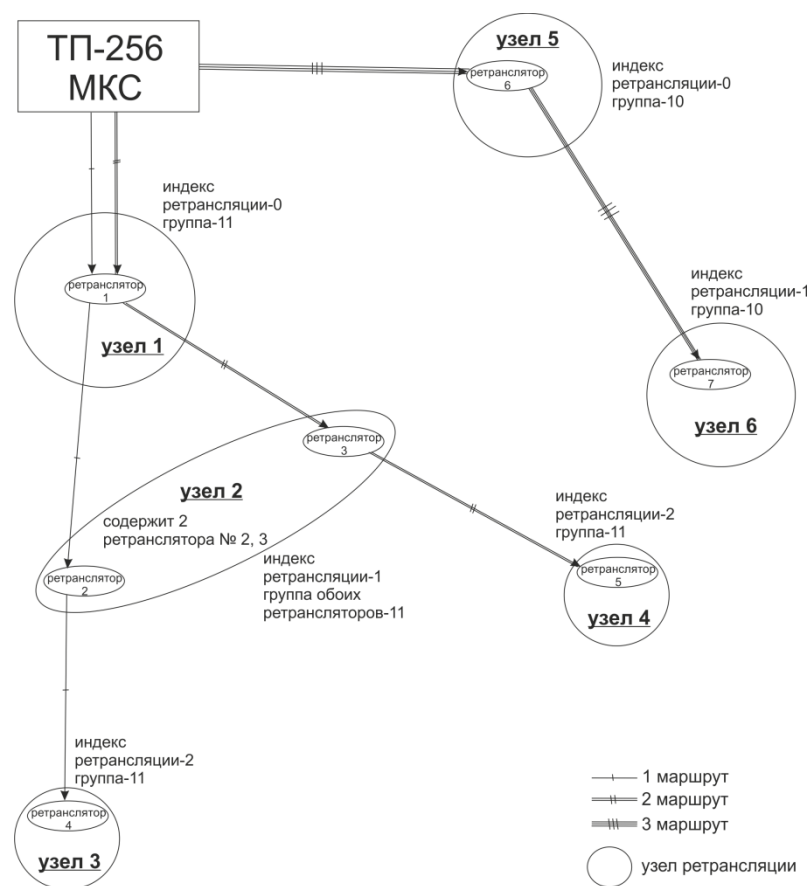 ТП-256
МКС
узел 5
ретранслятор
6
индекс
ретрансляции-0
группа-10
индекс
ретрансляции-0
группа-11
ретранслятор
1
узел 1
индекс
ретрансляции-1
группа-10
ретранслятор
7
узел 6
ретранслятор
3
узел 2
содержит 2
ретранслятора № 2, 3
индекс
ретрансляции-1
группа обоих
ретрансляторов-11
ретранслятор
2
индекс
ретрансляции-2
группа-11
ретранслятор
5
узел 4
индекс
ретрансляции-2
группа-11
ретранслятор
4
узел 3
1 маршрут
2 маршрут
3 маршрут
узел ретрансляции